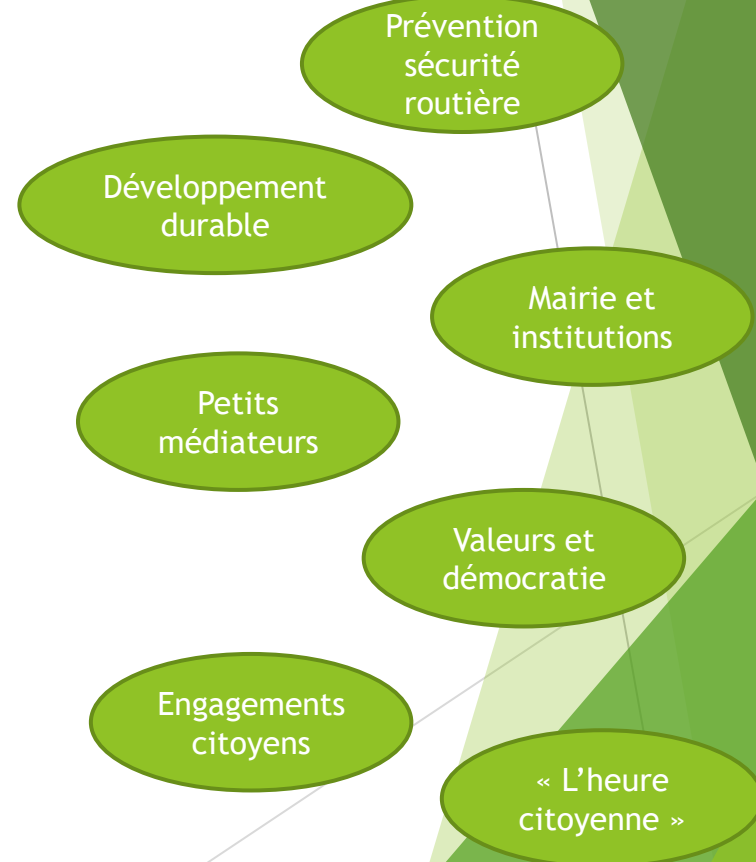 Prévention
sécurité
routière
Développement
durable
Mairie et
institutions
Petits
médiateurs
Valeurs et
démocratie
Engagements
citoyens
« L’heure
citoyenne »